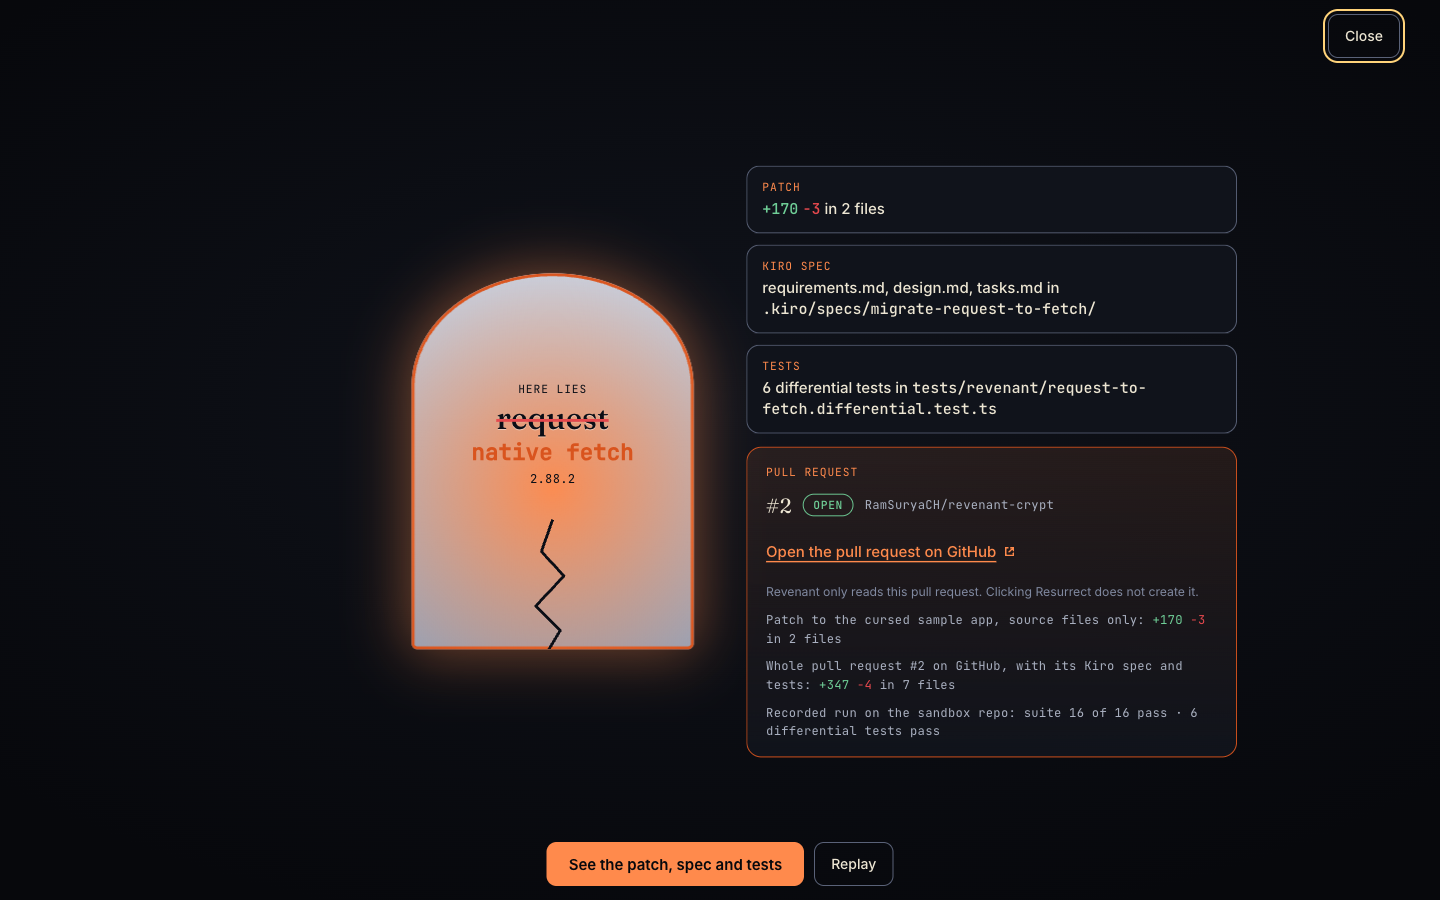 Close
HERE LIES
request
native fetch
2.88.2
PATCH
+170 -3 in 2 files
KIRO SPEC
requirements.md, design.md, tasks.md in
.kiro/specs/migrate-request-to-fetch/
TESTS
6 differential tests in tests/revenant/request-to-
fetch.differential.test.ts
PULL REQUEST
#2 OPEN RamSuryaCH/revenant-crypt
Open the pull request on GitHub
Revenant only reads this pull request. Clicking Resurrect does not create it.
Patch to the cursed sample app, source files only: +170 -3
in 2 files
Whole pull request #2 on GitHub, with its Kiro spec and
tests: +347 -4 in 7 files
Recorded run on the sandbox repo: suite 16 of 16 pass · 6
differential tests pass
See the patch, spec and tests
Replay